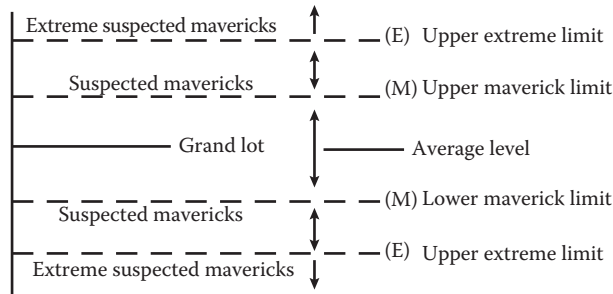 Extreme suspected mavericks (E) Upper extreme limit
Suspected mavericks (M) Upper maverick limit
Grand lot Average level
(M) Lower maverick limit
Suspected mavericks
(E) Upper extreme limit
Extreme suspected mavericks